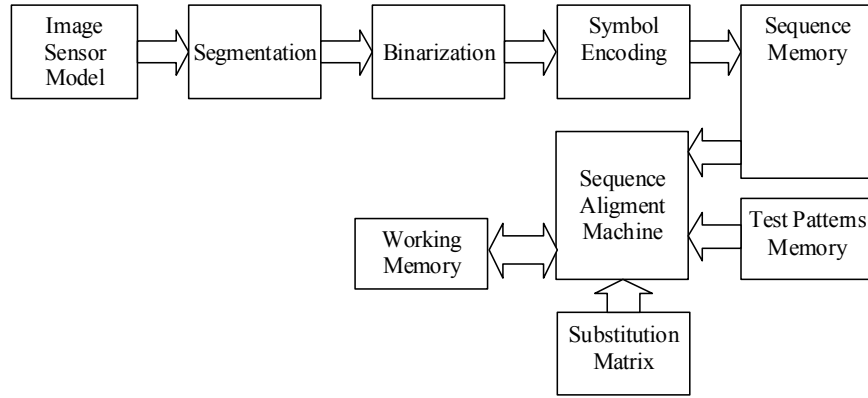 Image
Sensor
Model
Segmentation
Binarization
Symbol
Encoding
Sequence
Memory
Sequence
Aligment
Machine
Test Patterns
Memory
Working
Memory
Substitution
Matrix